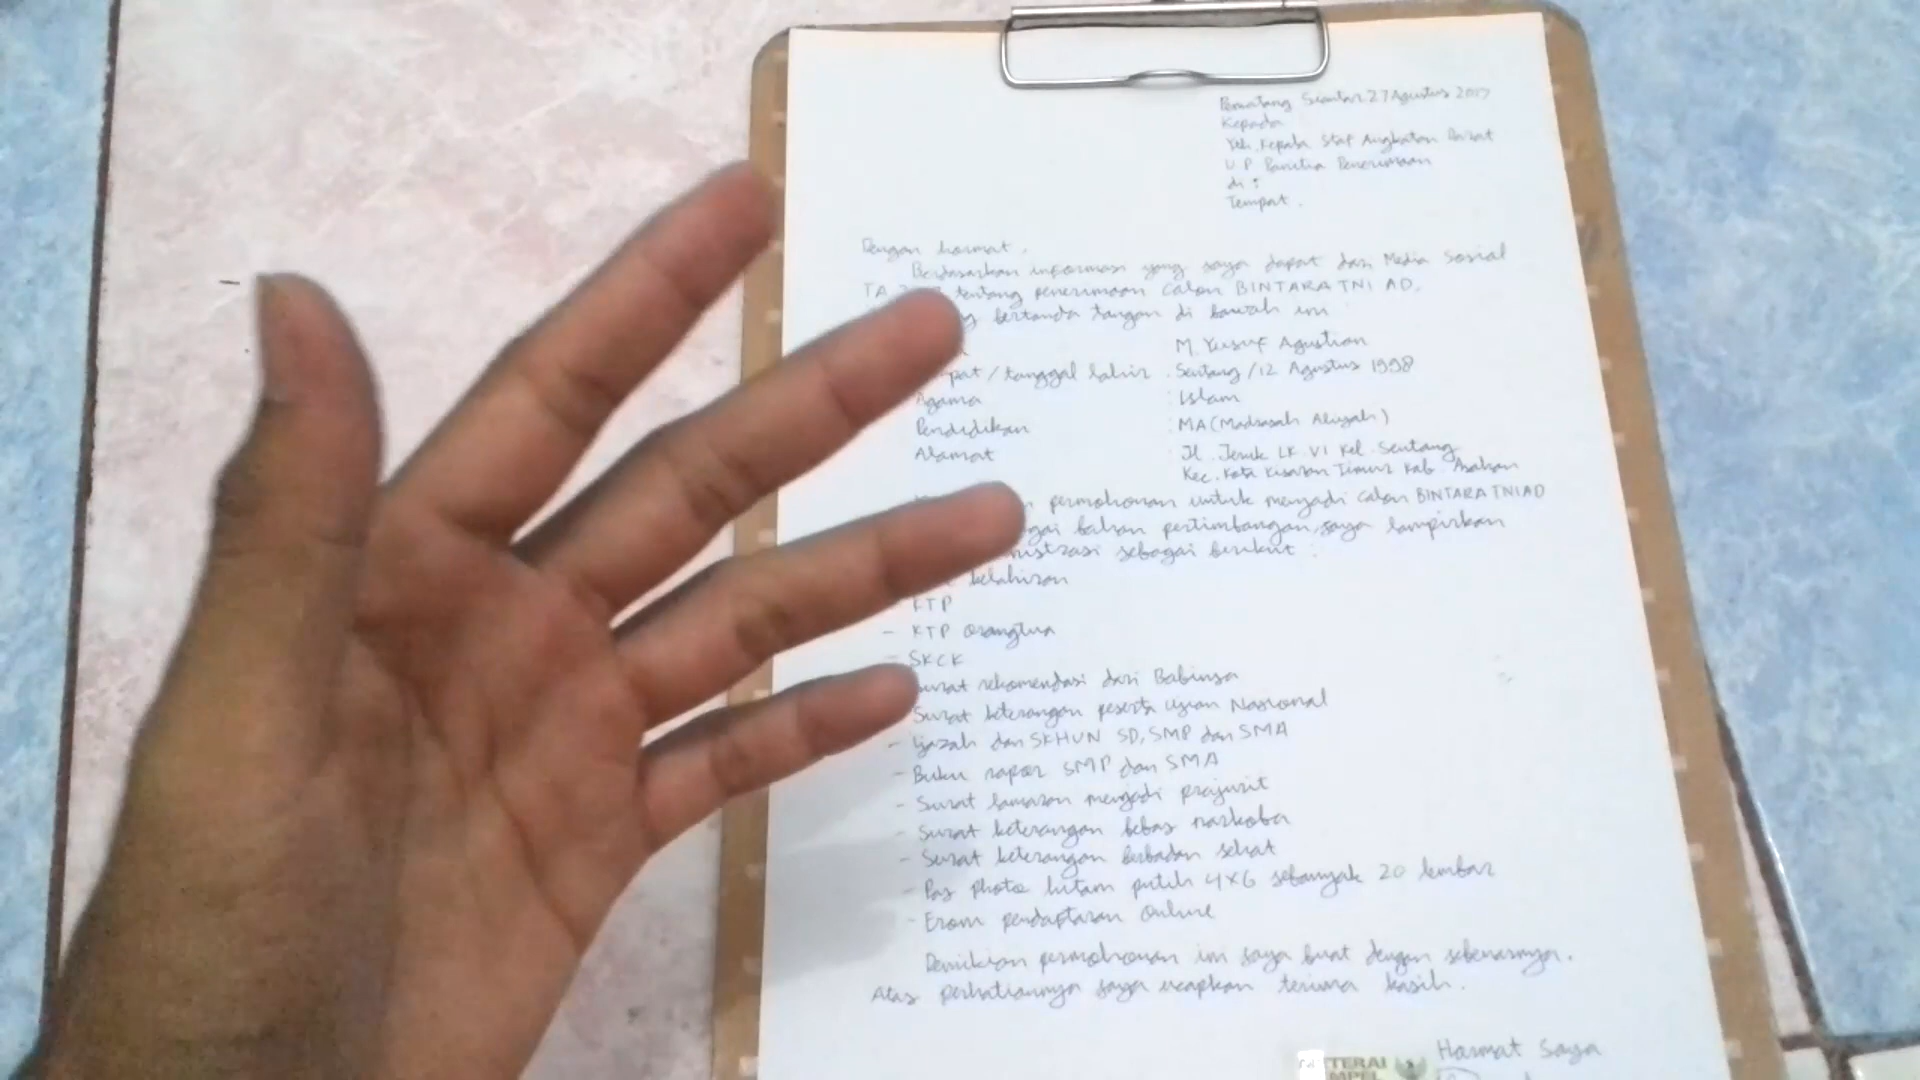 Pematang Siantar 27 Agustus 2017
Kepada
Yth. Kepala Staf Angkatan Darat
U.P Panitia Penerimaan
di :
Tempat.
Dengan hormat.
Berdasarkan informasi yang saya dapat dari Media Sosial
TA tentang penerimaan Calon BINTARA TNI AD.
bertanda tangan di bawah ini
M. Yusuf Agustian
/ tanggal lahir : Sentang / 12 Agustus 1998
Agama : Islam
Pendidikan : MA (Madrasah Aliyah)
Alamat : Jl. Jeruk LK VI Kel. Sentang
Kec. Kota Kisaran Timur Kab. Asahan
permohonan untuk menjadi Calon BINTARA TNI AD
bahan pertimbangan, saya lampirkan
sebagai berikut :
kelahiran
KTP
- KTP Orangtua
- SKCK
Surat rekomendasi dari Babinsa
Surat keterangan peserta Ujian Nasional
- Ijazah dan SKHUN SD, SMP dan SMA
- Buku rapor SMP dan SMA
- Surat lamaran menjadi prajurit
- Surat keterangan bebas narkoba
- Surat keterangan berbadan sehat
- Pas photo hitam putih 4x6 sebanyak 20 lembar
- pendaptaran Online
Demikian permohonan ini saya buat dengan sebenarnya.
Atas perhatiannya saya ucapkan terima kasih.
Hormat Saya
TERAI
MPEL